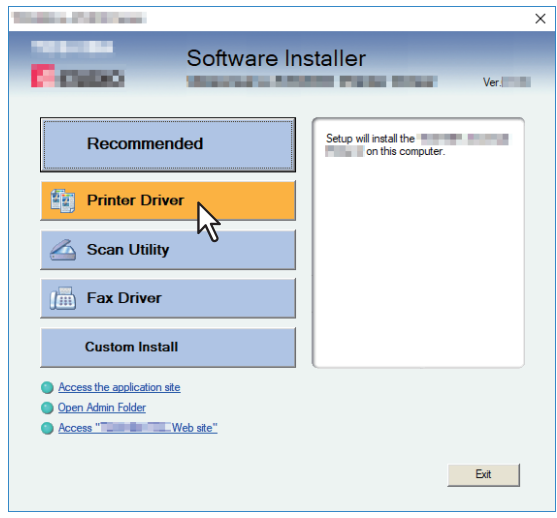 Software Installer
Ver.
Recommended
Setup will install the
on this computer.
Printer Driver
Scan Utility
Fax Driver
Custom Install
Access the application site
Open Admin Folder
Access " Web site"
Exit